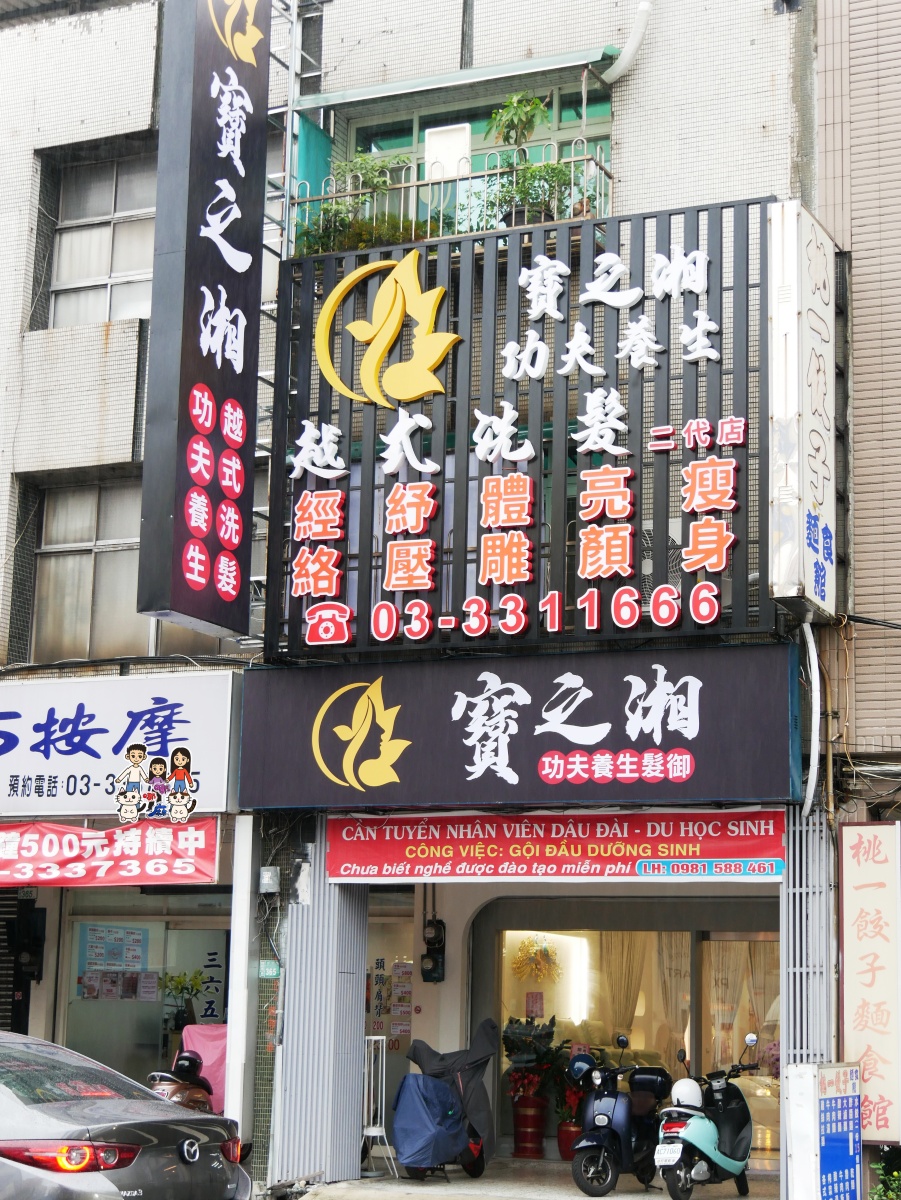 寶之湘
越式洗髮
功夫養生
寶之湘
功夫養生
越式洗髮 二代店
經絡 紓壓 體雕 亮顏 瘦身
03-3311666
寶之湘
功夫養生髮御
CẦN TUYỂN NHÂN VIÊN DÂU ĐÀI - DU HỌC SINH
CÔNG VIỆC: GỘI ĐẦU DƯỠNG SINH
Chưa biết nghề được đào tạo miễn phí LH: 0981 588 461
按摩
預約電話:03-3
500元持續中
-3337365
三六五
365
桃一餃子麵食館